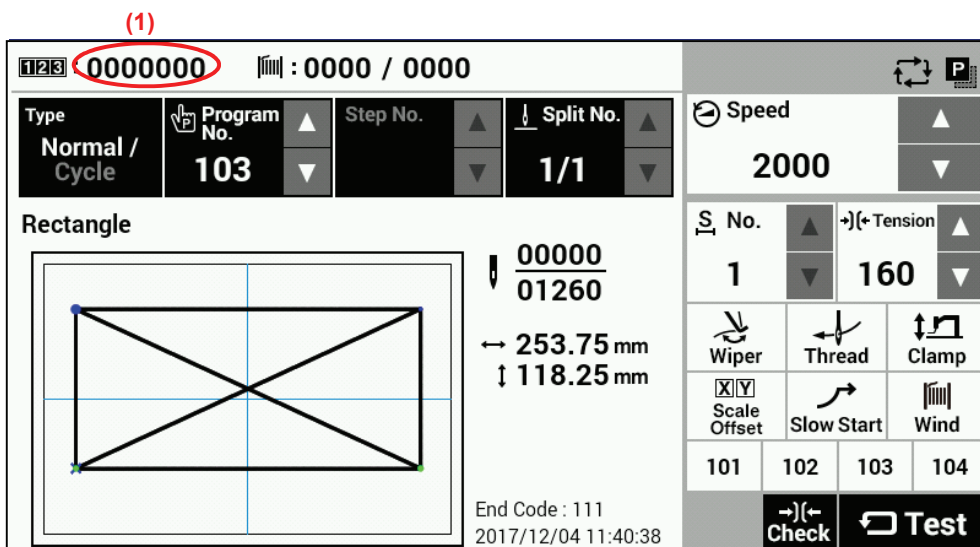 (1)
123 : 0000000 : 0000 / 0000
P
Type
Normal /
Cycle
P Program
No.
103
Step No.
Split No.
1/1
Speed
2000
Rectangle
00000
01260
253.75 mm
118.25 mm
S No.
1
Tension
160
Wiper
Thread
Clamp
XY
Scale
Offset
Slow Start
Wind
101 102 103 104
End Code : 111
2017/12/04 11:40:38
Check
Test